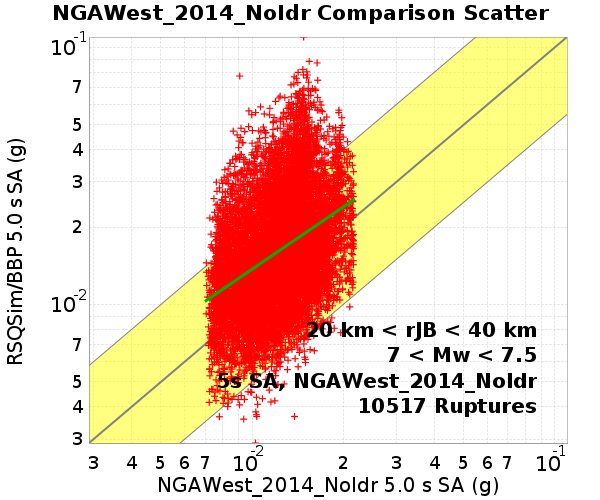 NGAWest_2014_NoIdr Comparison Scatter
10-1
7
5
4
3
2
10-2
7
5
4
3
RSQSim/BBP 5.0 s SA (g)
20 km < rJB < 40 km
7 < Mw < 7.5
5s SA, NGAWest_2014_NoIdr
10517 Ruptures
3 4 5 6 7 10-2 2 3 4 5 6 7 10-1
NGAWest_2014_NoIdr 5.0 s SA (g)